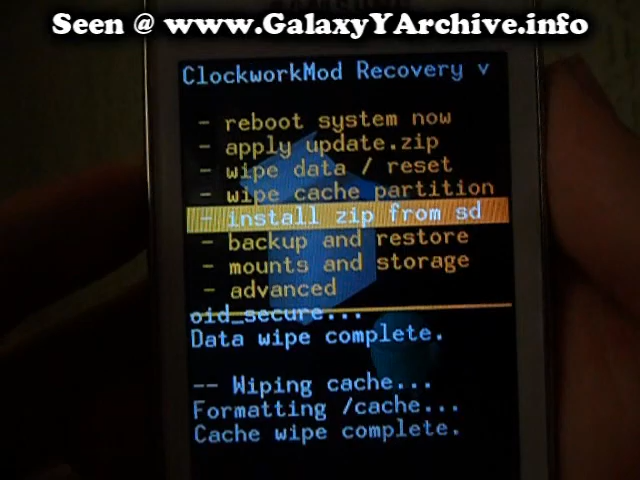 Seen @ www.GalaxyYArchive.info
ClockworkMod Recovery v
- reboot system now
- apply update.zip
- wipe data / reset
- wipe cache partition
- install zip from sd
- backup and restore
- mounts and storage
- advanced
oid_secure...
Data wipe complete.
-- Wiping cache...
Formatting /cache...
Cache wipe complete.